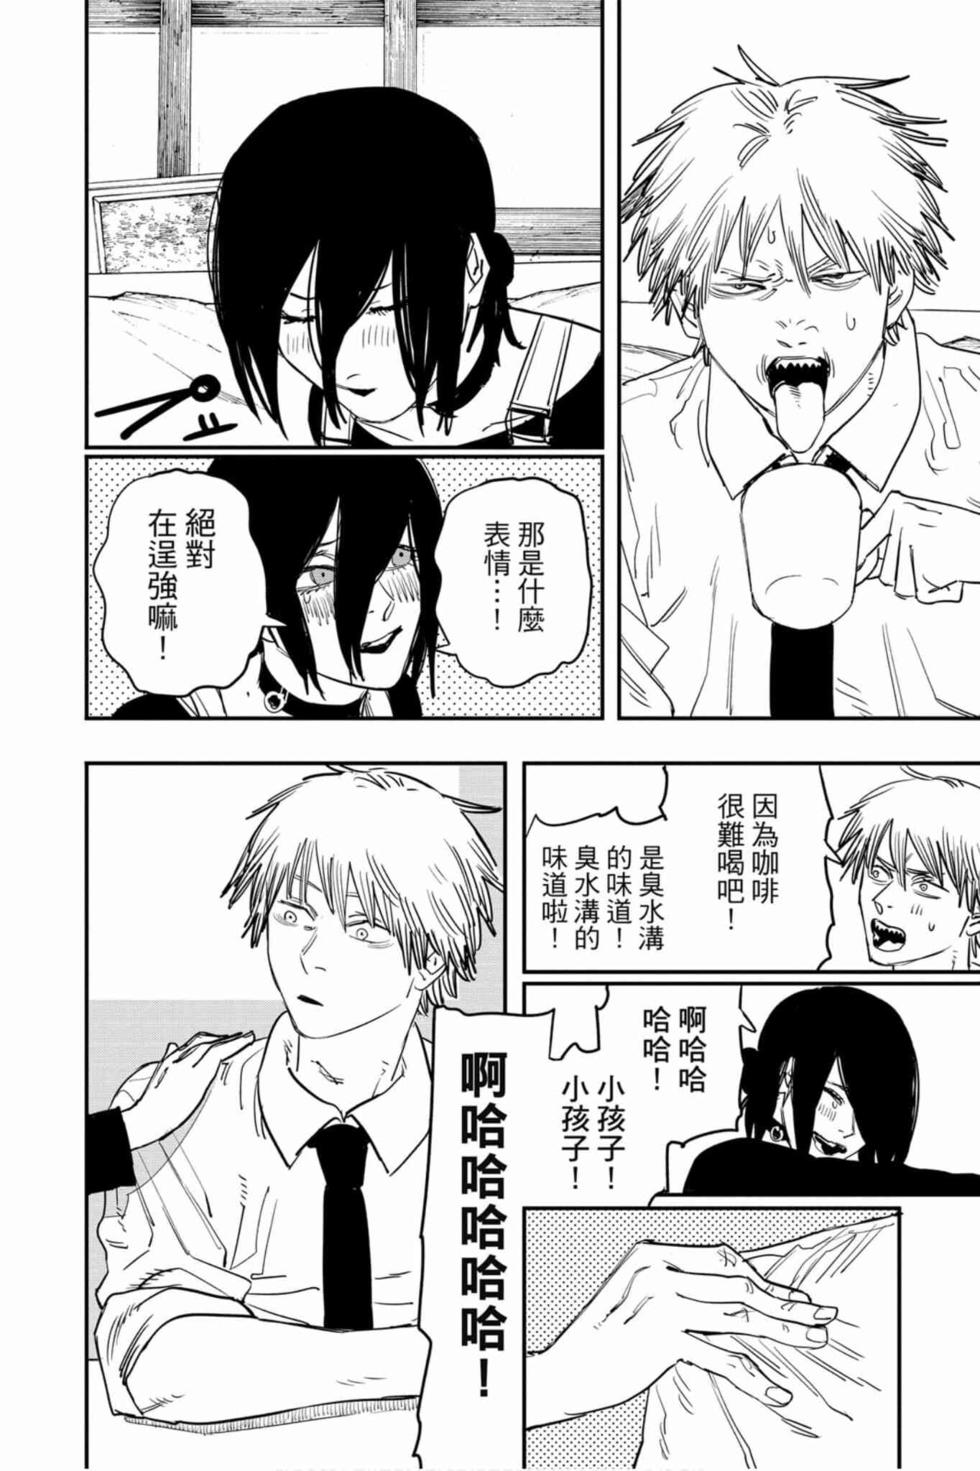 那是什麼
表情…！
絕對
在逞強嘛！
因為咖啡
很難喝吧！
是臭水溝
的味道！
臭水溝的
味道啦！
啊哈哈
哈哈！
小孩子！
小孩子！
啊哈哈哈哈哈！